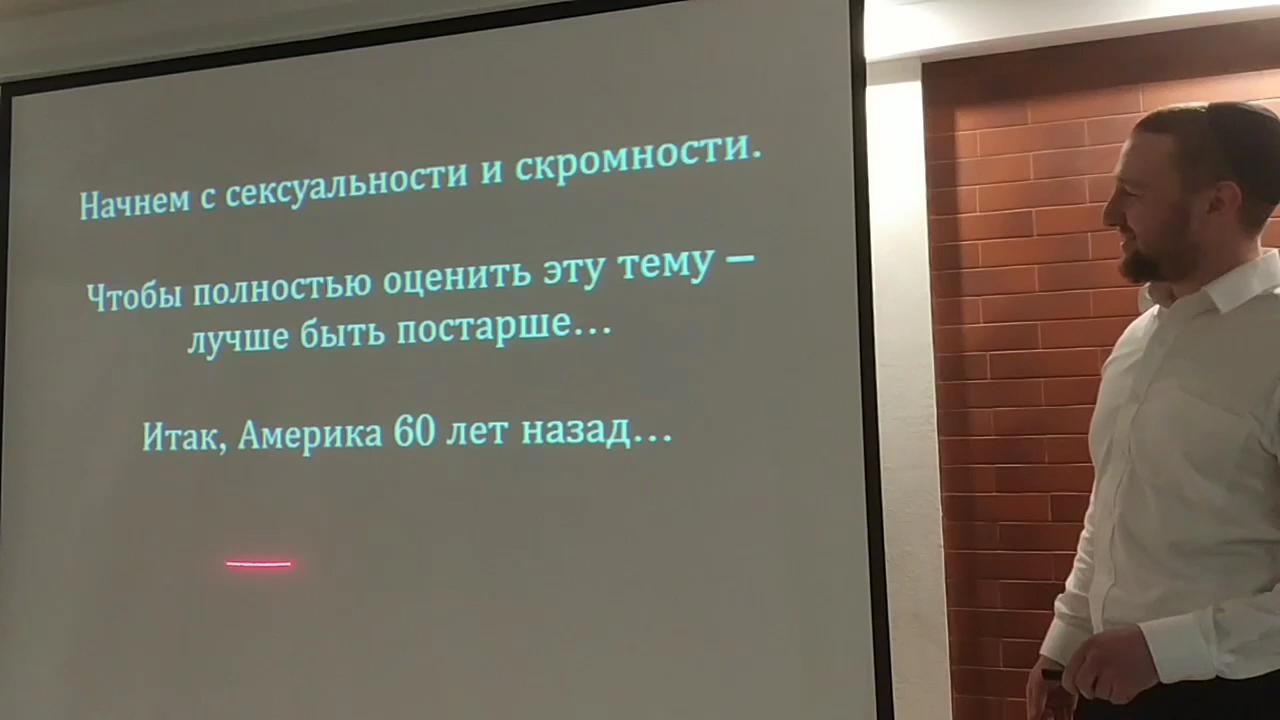 Начнем с сексуальности и скромности.
Чтобы полностью оценить эту тему –
лучше быть постарше...
Итак, Америка 60 лет назад...